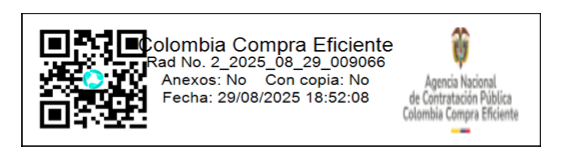 Colombia Compra Eficiente
Rad No. 2_2025_08_29_009066
Anexos: No Con copia: No
Fecha: 29/08/2025 18:52:08
Agencia Nacional
de Contratación Pública
Colombia Compra Eficiente